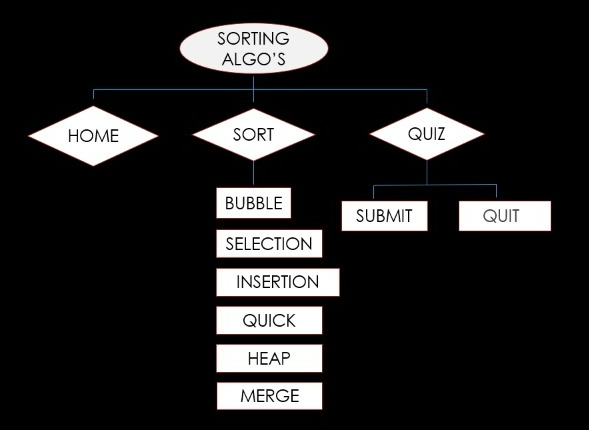 SORTING
ALGO'S
HOME
SORT
QUIZ
BUBBLE
SELECTION
INSERTION
QUICK
HEAP
MERGE
SUBMIT
QUIT